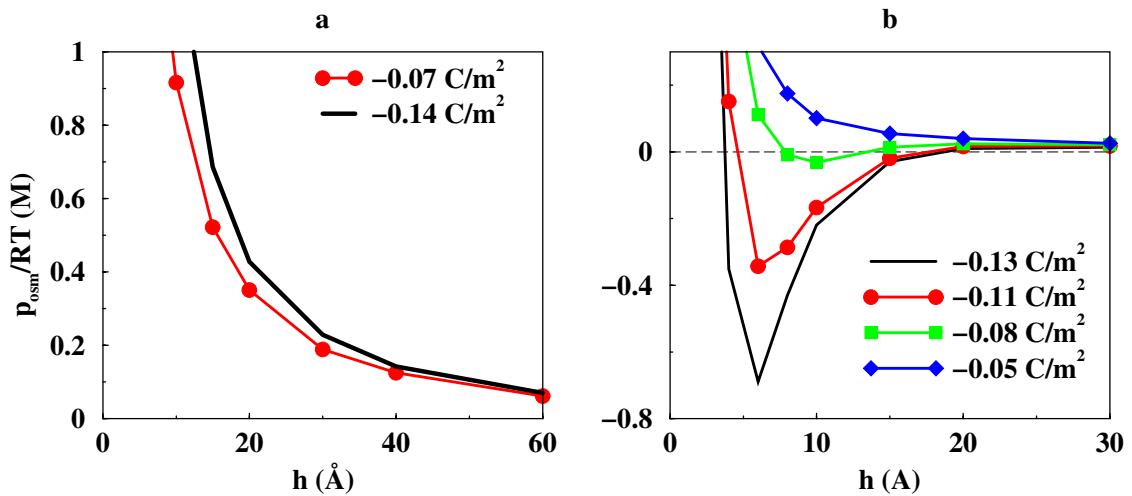 a
b
p_osm/RT (M)
1
0.8
0.6
0.4
0.2
0
0
20
40
60
h (Å)
−0.07 C/m²
−0.14 C/m²
0
−0.4
−0.8
0
10
20
30
h (A)
−0.13 C/m²
−0.11 C/m²
−0.08 C/m²
−0.05 C/m²